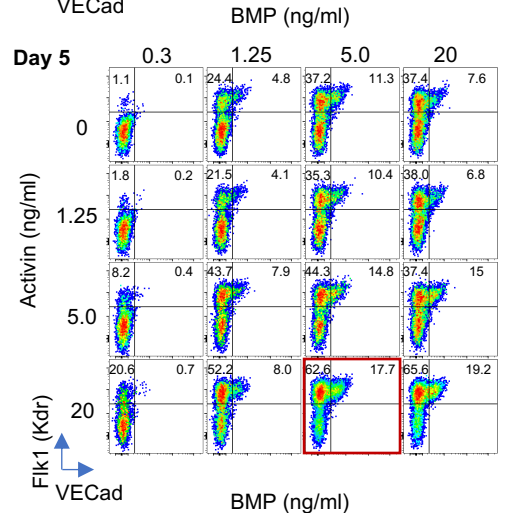 VECad
BMP (ng/ml)
Day 5 0.3 1.25 5.0 20
1.1 0.1 24.4 4.8 37.2 11.3 37.4 7.6
0
1.8 0.2 21.5 4.1 35.3 10.4 38.0 6.8
1.25
8.2 0.4 43.7 7.9 44.3 14.8 37.4 15
5.0
20.6 0.7 52.2 8.0 62.6 17.7 65.6 19.2
20
Activin (ng/ml)
Flk1 (Kdr)
VECad
BMP (ng/ml)